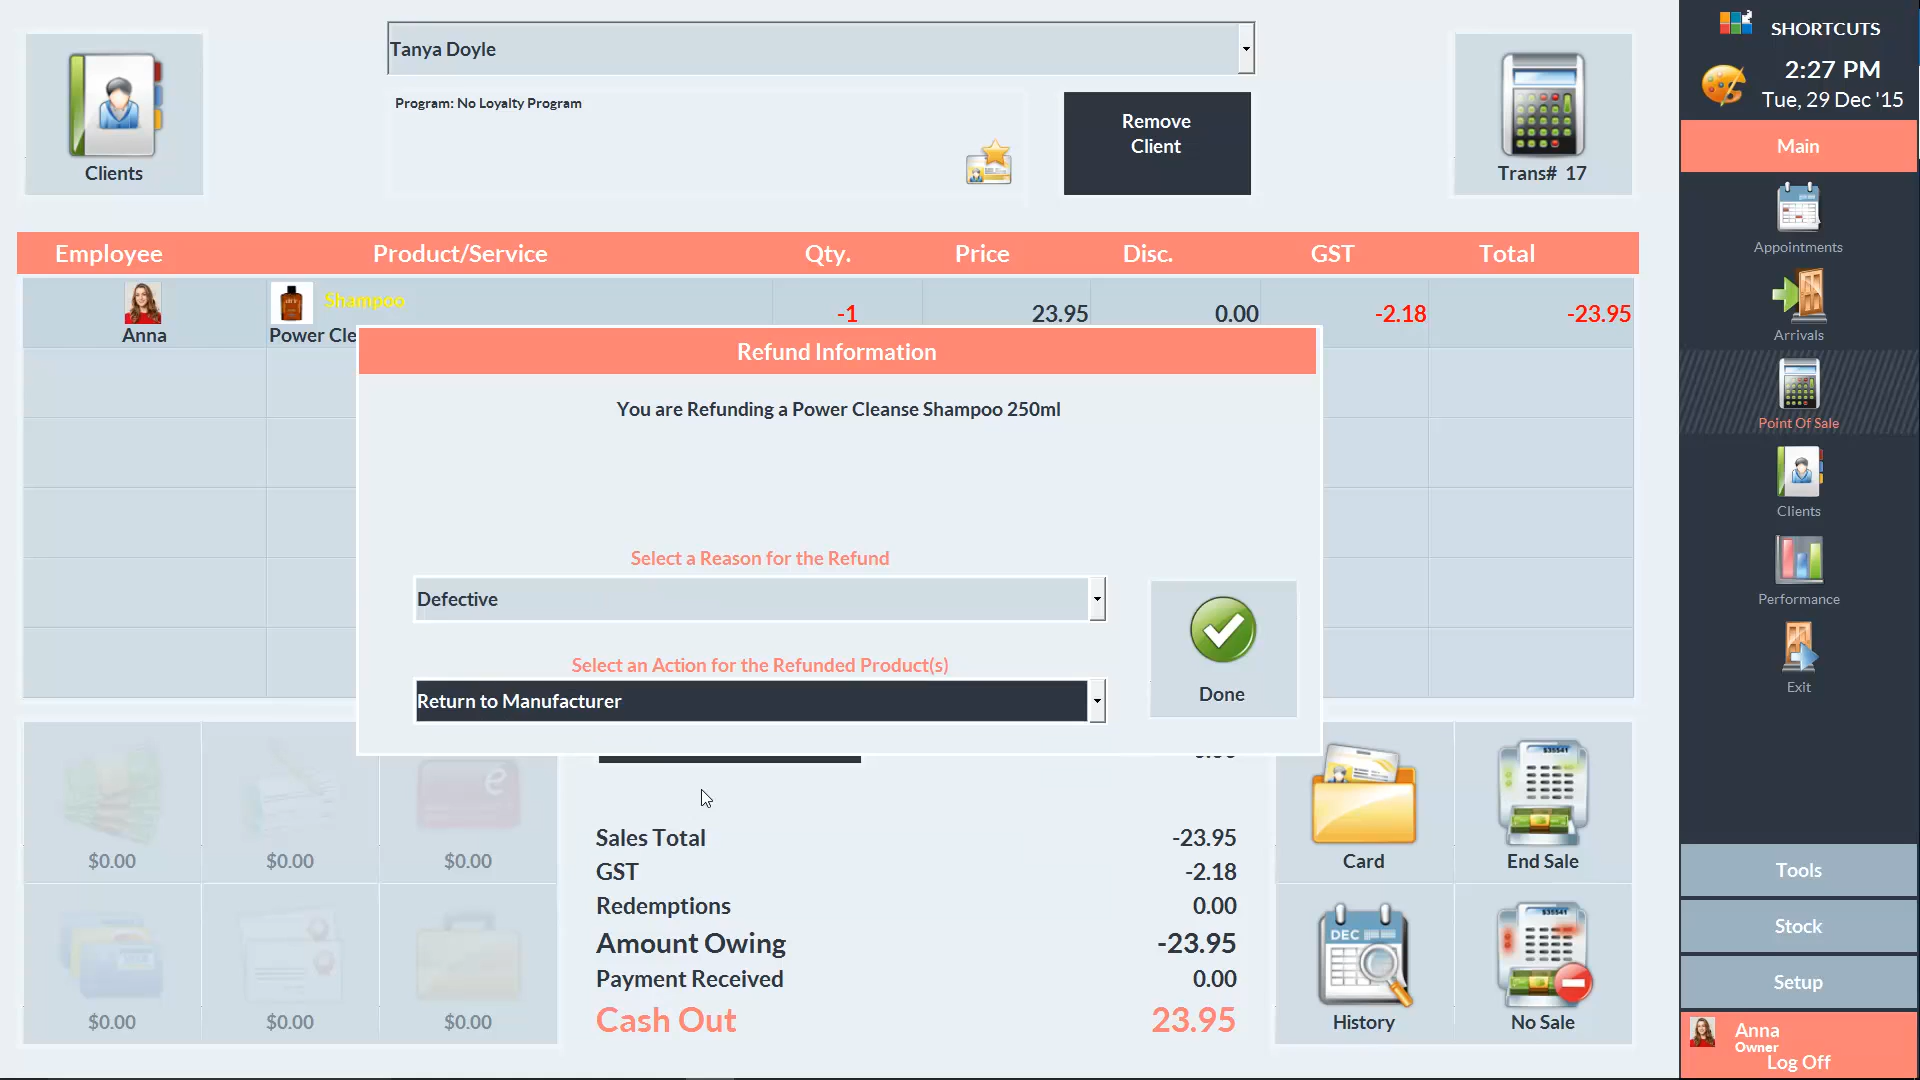 Clients
Tanya Doyle
Program: No Loyalty Program
Remove
Client
Trans# 17
Employee Product/Service Qty. Price Disc. GST Total
Anna
Shampoo
Power Cle
-1 23.95 0.00 -2.18 -23.95
Refund Information
You are Refunding a Power Cleanse Shampoo 250ml
Select a Reason for the Refund
Defective
Select an Action for the Refunded Product(s)
Return to Manufacturer
Done
$0.00 $0.00 $0.00
$0.00 $0.00 $0.00
Sales Total -23.95
GST -2.18
Redemptions 0.00
Amount Owing -23.95
Payment Received 0.00
Cash Out 23.95
Card
$35541
End Sale
DEC
History
$35541
No Sale
SHORTCUTS
2:27 PM
Tue, 29 Dec '15
Main
Appointments
Arrivals
Point Of Sale
Clients
Performance
Exit
Tools
Stock
Setup
Anna
Owner
Log Off